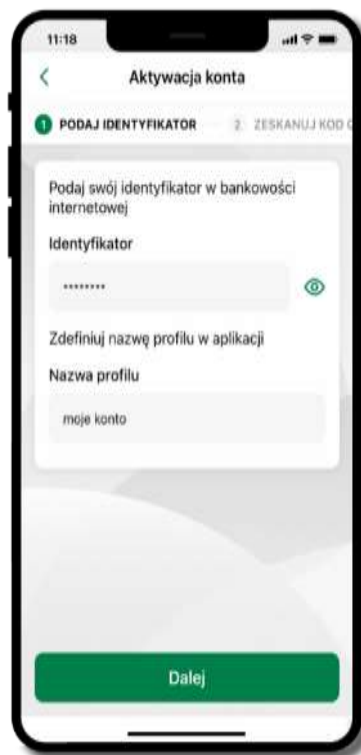 11:18
Aktywacja konta
1 PODAJ IDENTYFIKATOR 2 ZESKANUJ KOD
Podaj swój identyfikator w bankowości
internetowej
Identyfikator
••••••••
Zdefiniuj nazwę profilu w aplikacji
Nazwa profilu
moje konto
Dalej